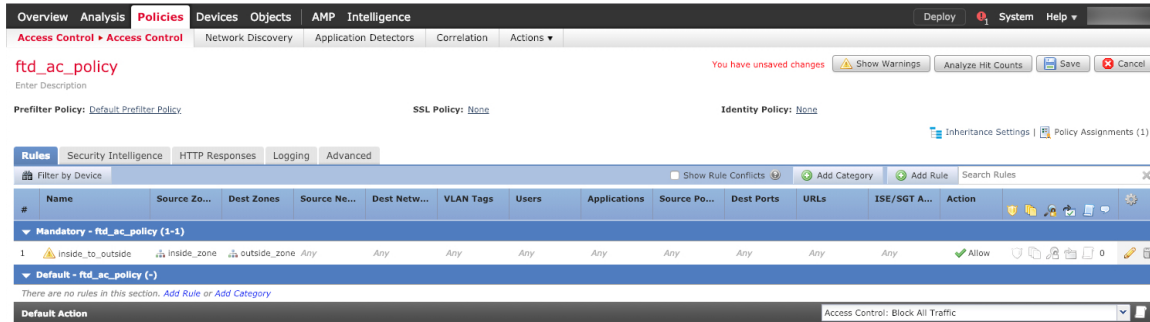 Overview Analysis Policies Devices Objects AMP Intelligence Deploy 1 System Help
Access Control Access Control Network Discovery Application Detectors Correlation Actions
ftd_ac_policy You have unsaved changes Show Warnings Analyze Hit Counts Save Cancel
Enter Description
Prefilter Policy: Default Prefilter Policy SSL Policy: None Identity Policy: None
Inheritance Settings | Policy Assignments (1)
Rules Security Intelligence HTTP Responses Logging Advanced
Filter by Device Show Rule Conflicts Add Category Add Rule Search Rules
# Name Source Zo... Dest Zones Source Ne... Dest Netw... VLAN Tags Users Applications Source Po... Dest Ports URLs ISE/SGT A... Action
Mandatory - ftd_ac_policy (1-1)
1 inside_to_outside inside_zone outside_zone Any Any Any Any Any Any Any Any Any Allow 0
Default - ftd_ac_policy (-)
There are no rules in this section. Add Rule or Add Category
Default Action Access Control: Block All Traffic